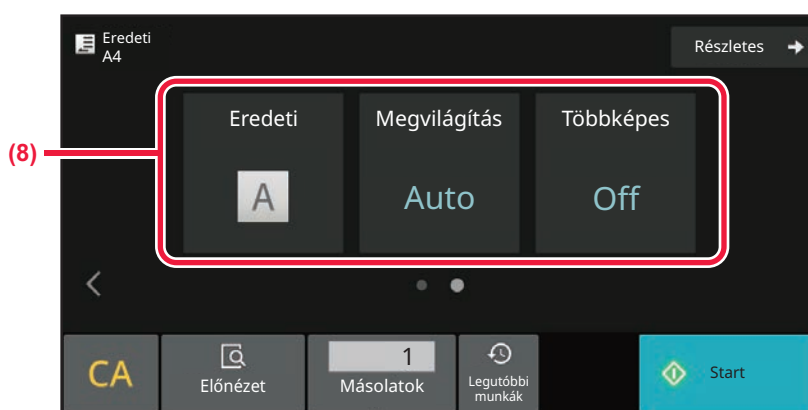 Eredeti
A4
Részletes
(8)
Eredeti
Megvilágítás
Többképes
A
Auto
Off
CA
Előnézet
1
Másolatok
Legutóbbi
munkák
Start